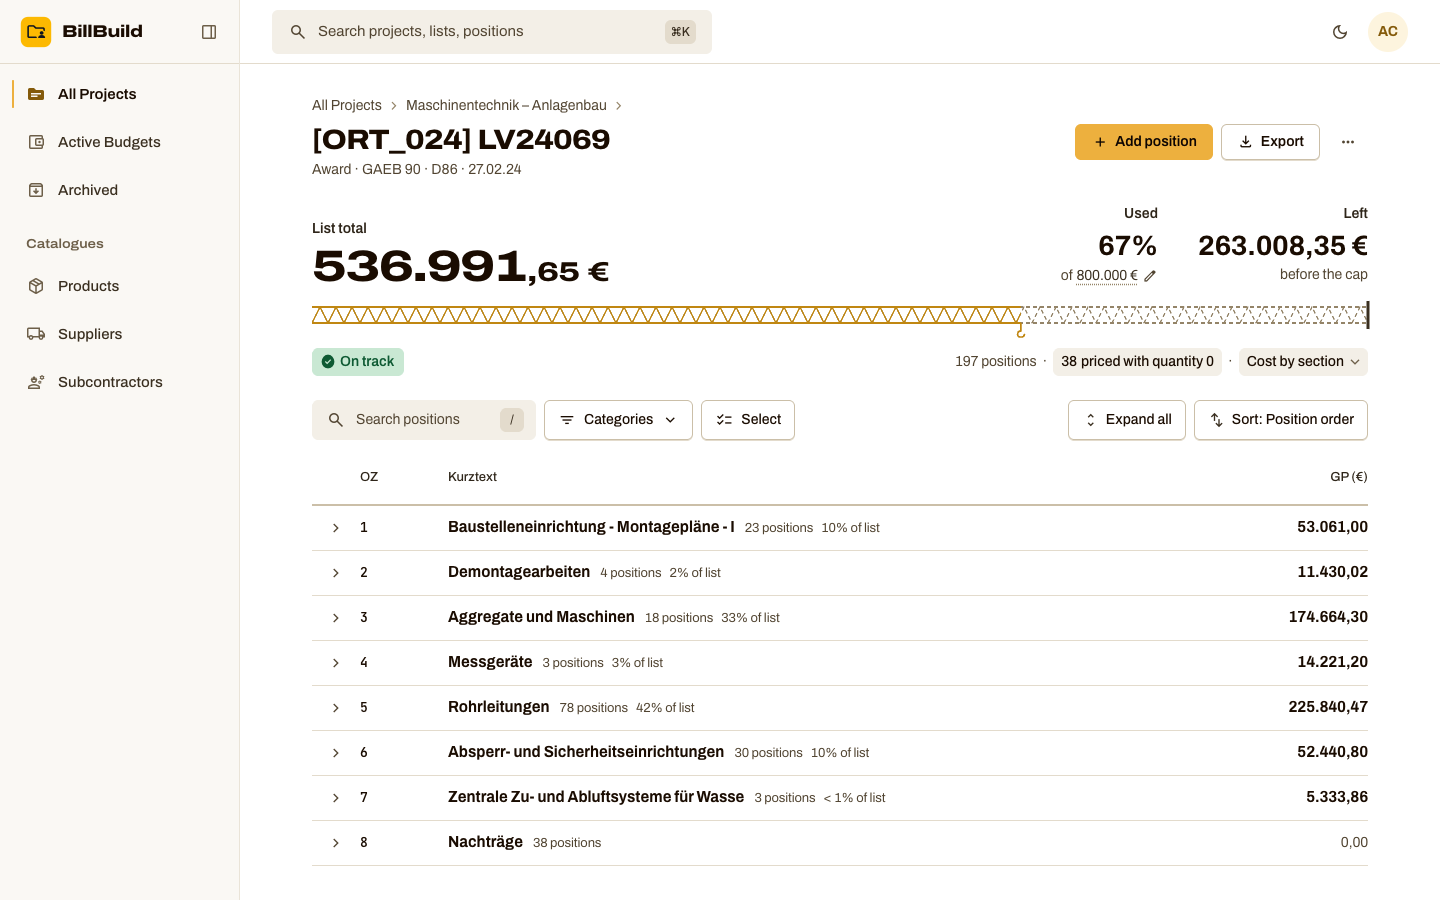 BillBuild
Search projects, lists, positions ⌘K
AC
All Projects
Active Budgets
Archived
Catalogues
Products
Suppliers
Subcontractors
All Projects › Maschinentechnik – Anlagenbau ›
[ORT_024] LV24069
Award · GAEB 90 · D86 · 27.02.24
Add position
Export
List total
536.991,65 €
Used
67%
of 800.000 €
Left
263.008,35 €
before the cap
On track
197 positions · 38 priced with quantity 0 · Cost by section
Search positions /
Categories
Select
Expand all
Sort: Position order
OZ Kurztext GP (€)
1 Baustelleneinrichtung - Montagepläne - I 23 positions 10% of list 53.061,00
2 Demontagearbeiten 4 positions 2% of list 11.430,02
3 Aggregate und Maschinen 18 positions 33% of list 174.664,30
4 Messgeräte 3 positions 3% of list 14.221,20
5 Rohrleitungen 78 positions 42% of list 225.840,47
6 Absperr- und Sicherheitseinrichtungen 30 positions 10% of list 52.440,80
7 Zentrale Zu- und Abluftsysteme für Wasse 3 positions < 1% of list 5.333,86
8 Nachträge 38 positions 0,00